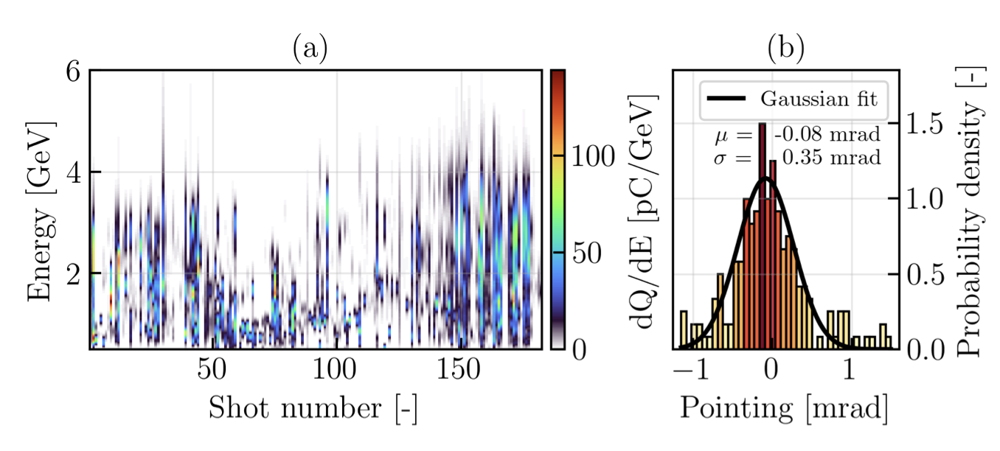 (a)
6
4
2
Energy [GeV]
50
100
150
Shot number [-]
100
50
0
dQ/dE [pC/GeV]
(b)
Gaussian fit
μ = -0.08 mrad
σ = 0.35 mrad
1.5
1.0
0.5
0.0
Probability density [-]
−1
0
1
Pointing [mrad]